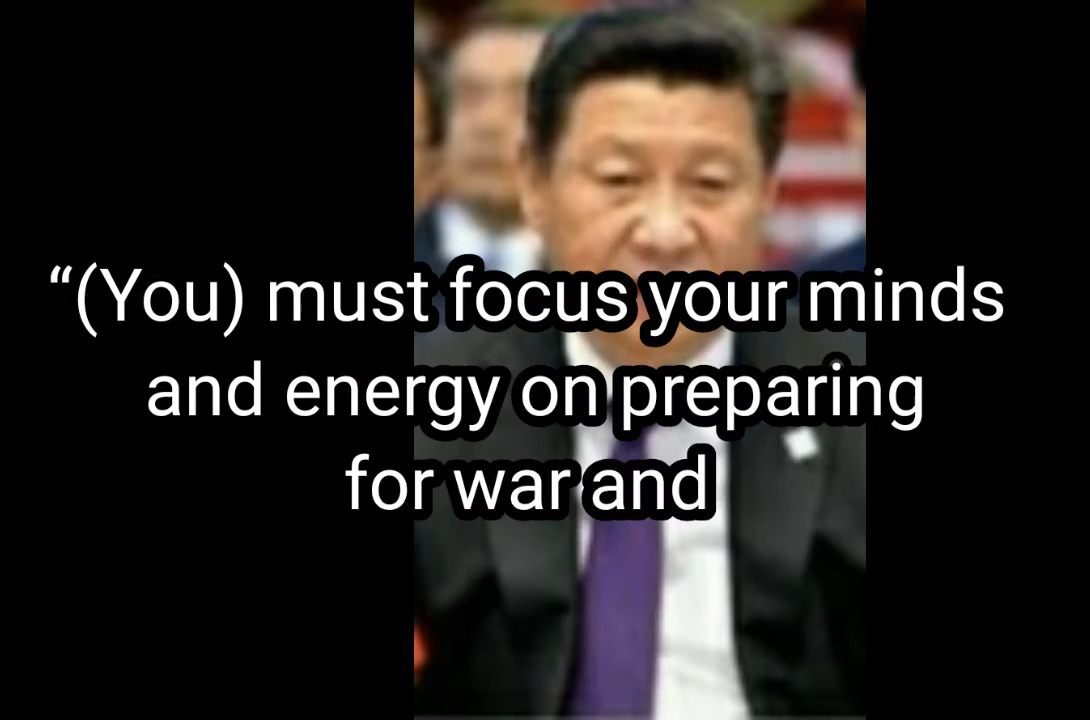 “(You) must focus your minds
and energy on preparing
for war and